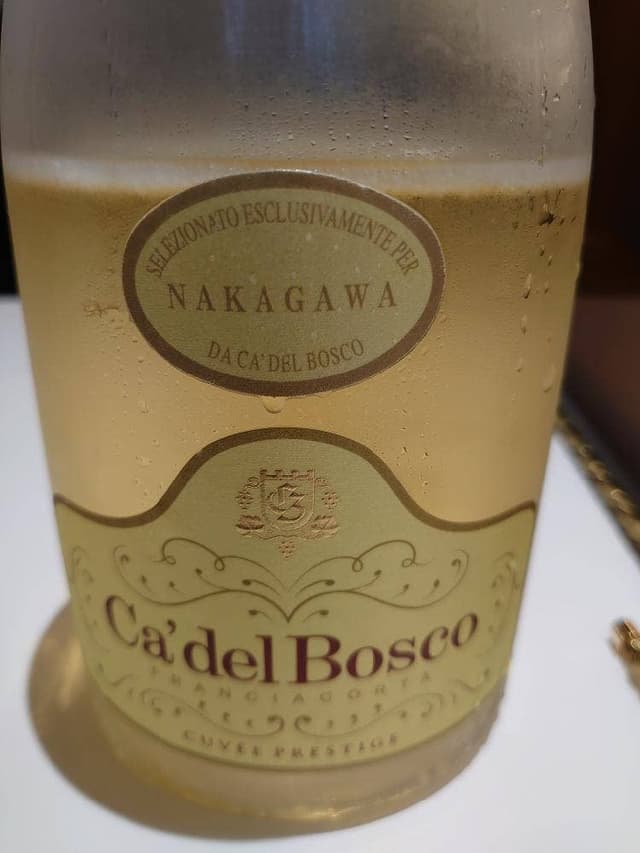 SELEZIONATO ESCLUSIVAMENTE PER
NAKAGAWA
DA CA' DEL BOSCO
Ca' del Bosco
FRANCIACORTA
CUVÉE PRESTIGE